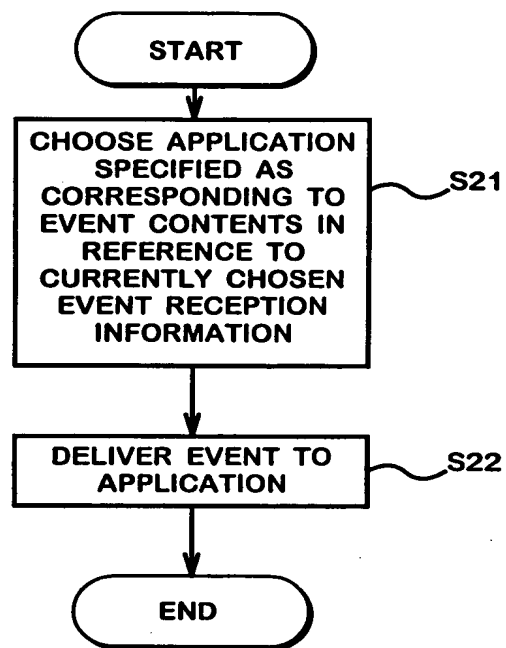 START
CHOOSE APPLICATION
SPECIFIED AS
CORRESPONDING TO
EVENT CONTENTS IN
REFERENCE TO
CURRENTLY CHOSEN
EVENT RECEPTION
INFORMATION
S21
DELIVER EVENT TO
APPLICATION
S22
END